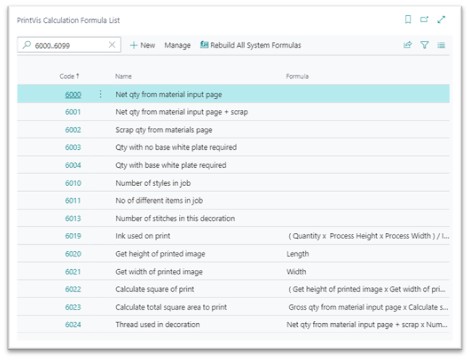 PrintVis Calculation Formula List
6000..6099 × + New Manage Rebuild All System Formulas
Code↑ Name Formula
6000 Net qty from material input page
6001 Net qty from material input page + scrap
6002 Scrap qty from materials page
6003 Qty with no base white plate required
6004 Qty with base white plate required
6010 Number of styles in job
6011 No of different items in job
6013 Number of stitches in this decoration
6019 Ink used on print ( Quantity x Process Height x Process Width ) / I...
6020 Get height of printed image Length
6021 Get width of printed image Width
6022 Calculate square of print ( Get height of printed image x Get width of pri...
6023 Calculate total square area to print Gross qty from material input page x Calculate s...
6024 Thread used in decoration Net qty from material input page + scrap x Num...